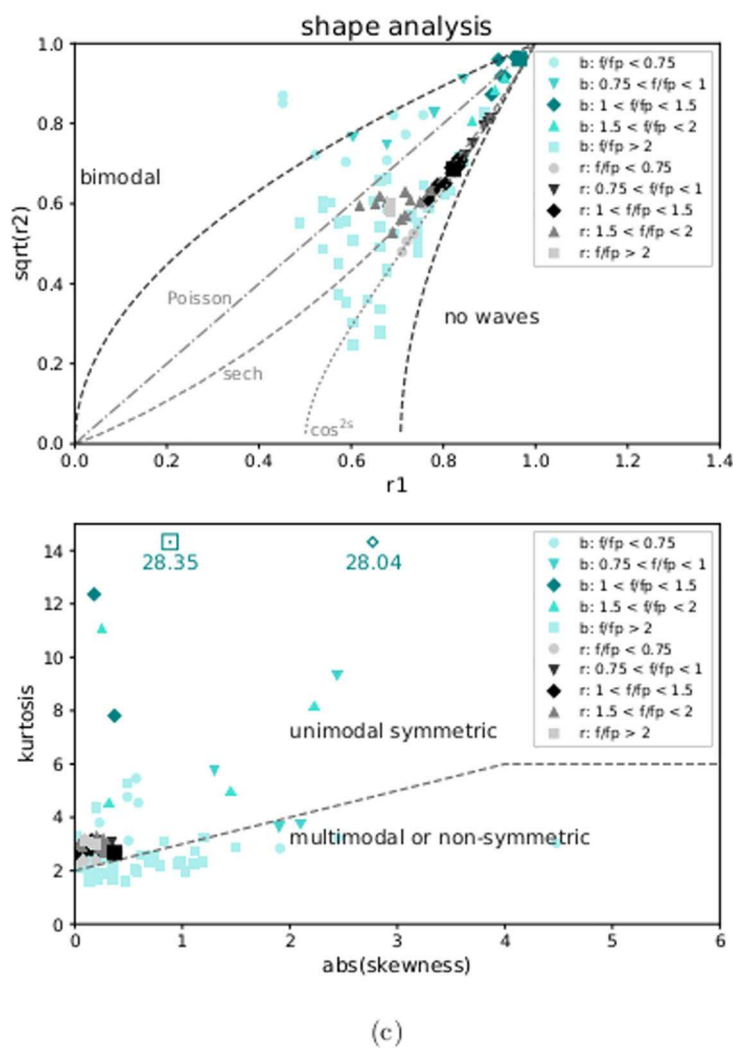 shape analysis
1.0
0.8
0.6
0.4
0.2
0.0
sqrt(r2)
bimodal
Poisson
sech
cos2s
no waves
b: f/fp < 0.75
b: 0.75 < f/fp < 1
b: 1 < f/fp < 1.5
b: 1.5 < f/fp < 2
b: f/fp > 2
r: f/fp < 0.75
r: 0.75 < f/fp < 1
r: 1 < f/fp < 1.5
r: 1.5 < f/fp < 2
r: f/fp > 2
0.0 0.2 0.4 0.6 0.8 1.0 1.2 1.4
r1
14
12
10
8
6
4
2
0
kurtosis
28.35
28.04
unimodal symmetric
multimodal or non-symmetric
b: f/fp < 0.75
b: 0.75 < f/fp < 1
b: 1 < f/fp < 1.5
b: 1.5 < f/fp < 2
b: f/fp > 2
r: f/fp < 0.75
r: 0.75 < f/fp < 1
r: 1 < f/fp < 1.5
r: 1.5 < f/fp < 2
r: f/fp > 2
0 1 2 3 4 5 6
abs(skewness)
(c)